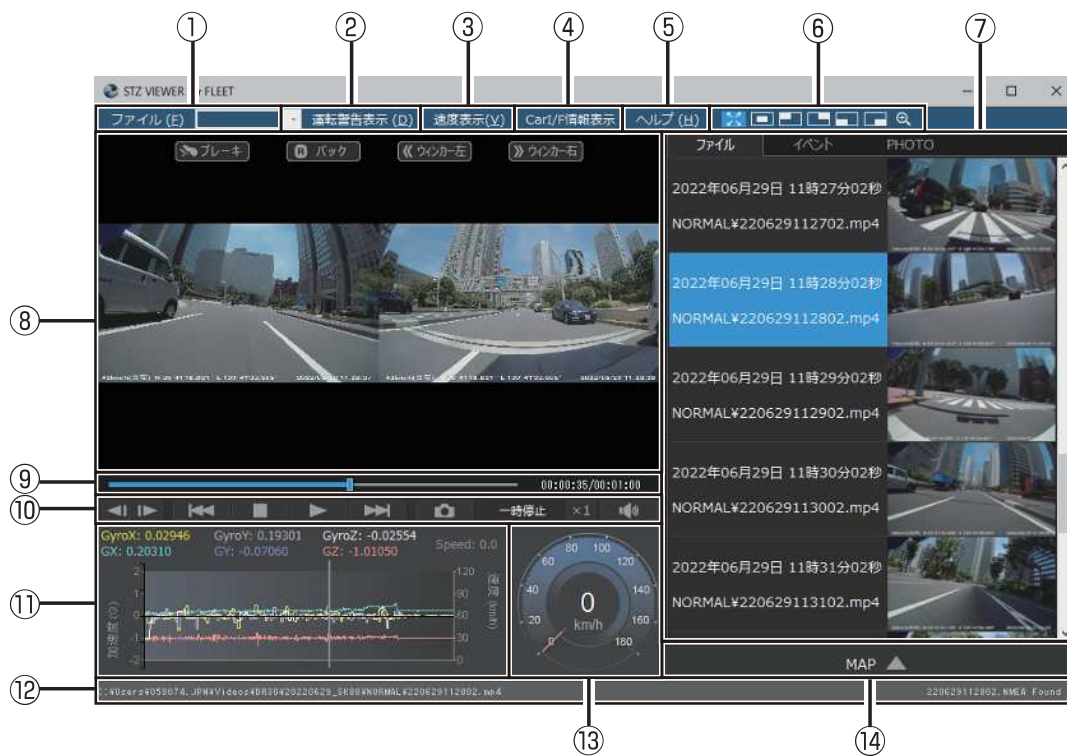 ① ② ③ ④ ⑤ ⑥ ⑦
STZ VIEWER r FLEET
ファイル (F) 運転警告表示 (D) 速度表示(V) CarI/F情報表示 ヘルプ (H)
ブレーキ R バック ウィンカー左 ウィンカー右
ファイル イベント PHOTO
2022年06月29日 11時27分02秒
NORMAL¥220629112702.mp4
2022年06月29日 11時28分02秒
NORMAL¥220629112802.mp4
2022年06月29日 11時29分02秒
NORMAL¥220629112902.mp4
2022年06月29日 11時30分02秒
NORMAL¥220629113002.mp4
2022年06月29日 11時31分02秒
NORMAL¥220629113102.mp4
⑧
⑨
00:00:35/00:01:00
⑩
一時停止 ×1
GyroX: 0.02946 GyroY: 0.19301 GyroZ: -0.02554
GX: 0.20310 GY: -0.07060 GZ: -1.01050 Speed: 0.0
⑪
加速度 (G)
2
1
0
-1
-2
120
90
60
30
0
速度 (km/h)
0 20 40 60 80 100 120 140 160 180
0
km/h
MAP
⑫
220629112802.NMEA Found
⑬ ⑭